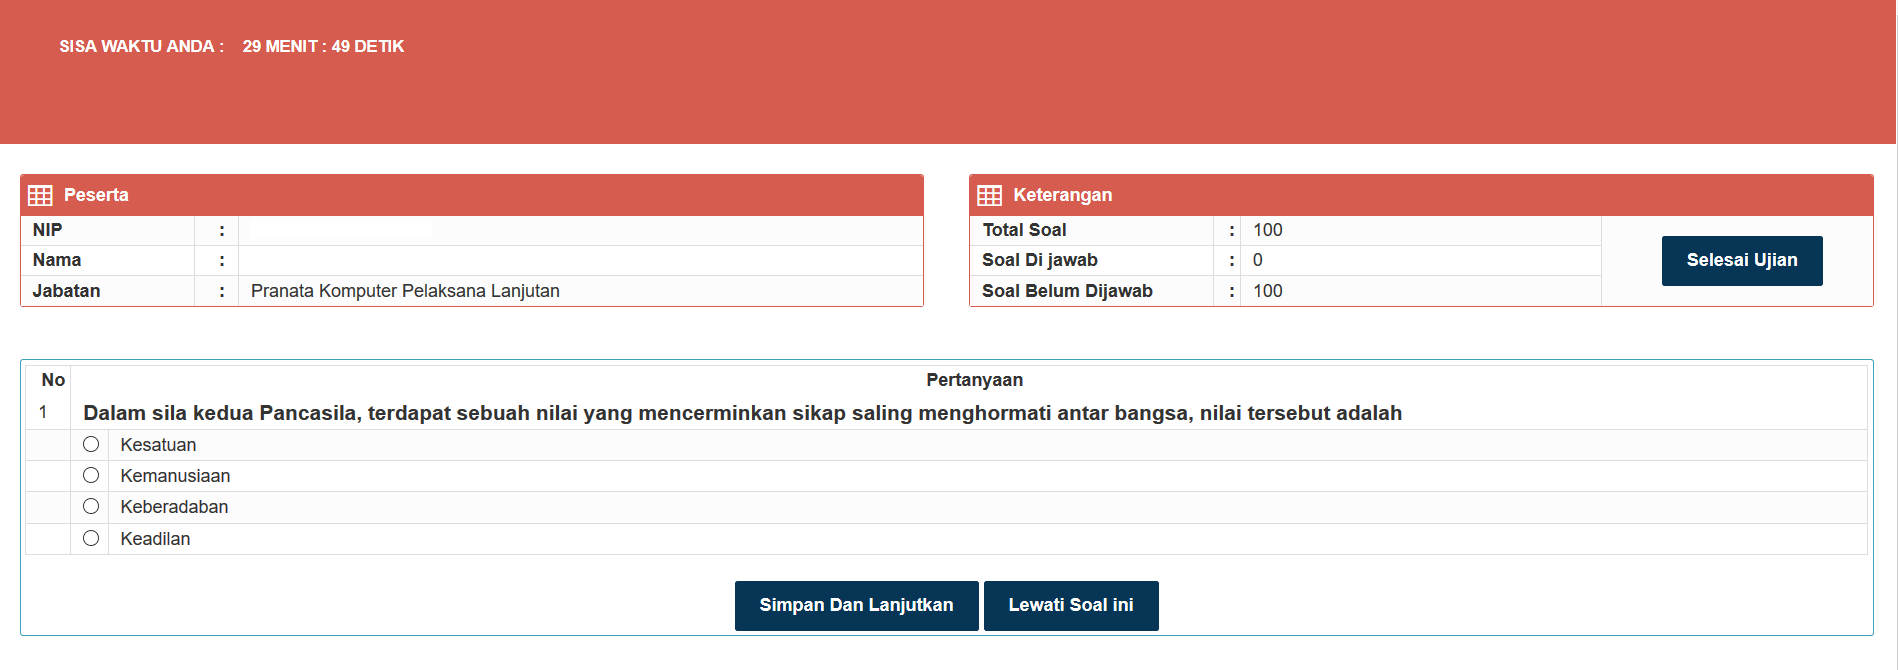 SISA WAKTU ANDA : 29 MENIT : 49 DETIK
Peserta
NIP :
Nama :
Jabatan : Pranata Komputer Pelaksana Lanjutan
Keterangan
Total Soal : 100
Soal Di jawab : 0
Soal Belum Dijawab : 100
Selesai Ujian
No Pertanyaan
1 Dalam sila kedua Pancasila, terdapat sebuah nilai yang mencerminkan sikap saling menghormati antar bangsa, nilai tersebut adalah
Kesatuan
Kemanusiaan
Keberadaban
Keadilan
Simpan Dan Lanjutkan Lewati Soal ini